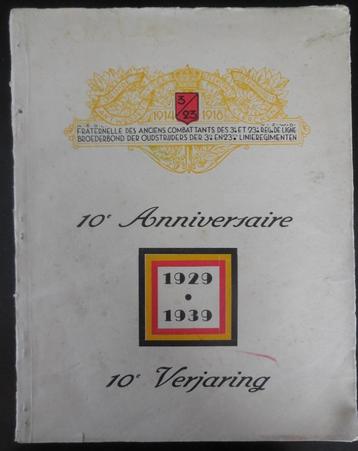 1914 3/23 1918
FRATERNELLE DES ANCIENS COMBATTANTS DES 3e ET 23e REGts DE LIGNE
BROEDERBOND DER OUDSTRIJDERS DER 3e EN 23e LINIEREGIMENTEN
10e Anniversaire
1929
•
1939
10e Verjaring